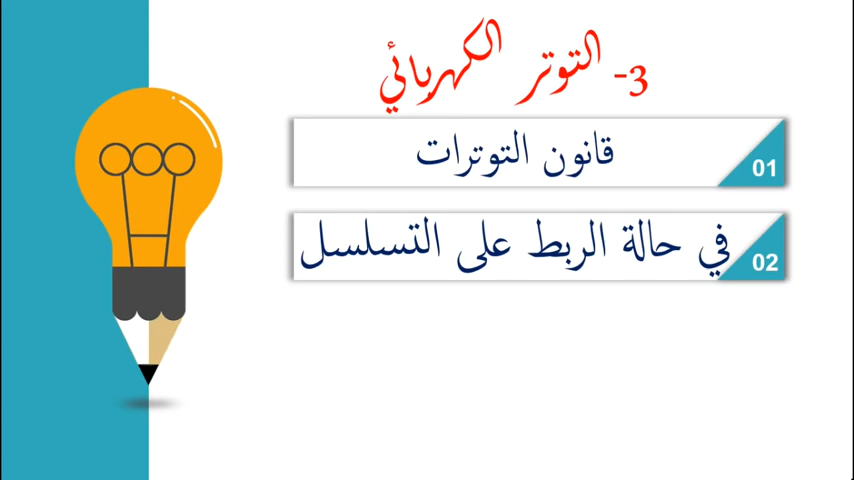 3- التوتر الكهربائي
01 قانون التوترات
02 في حالة الربط على التسلسل